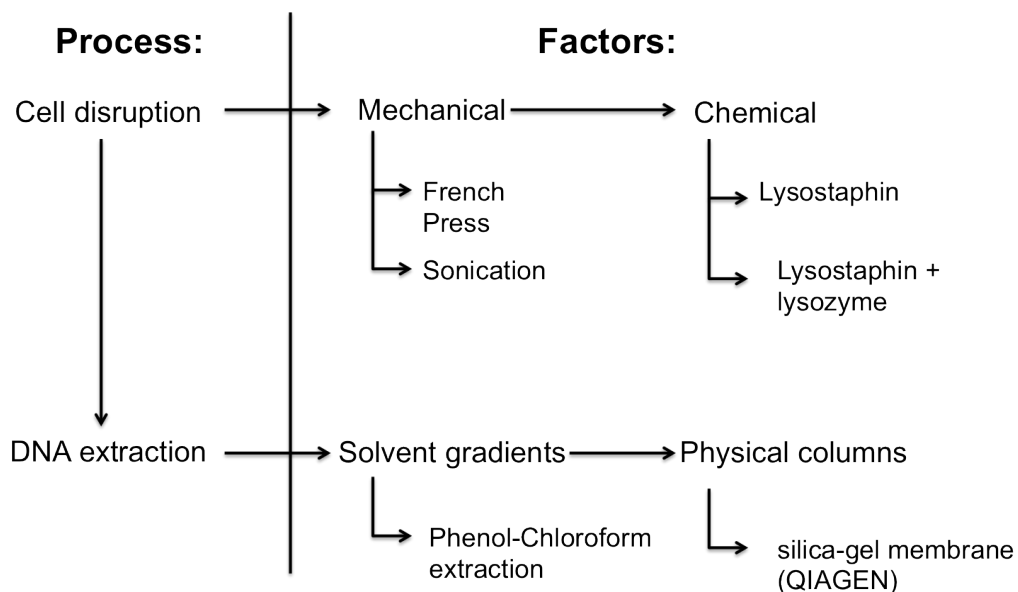 Process:
Factors:
Cell disruption
Mechanical
Chemical
French
Press
Sonication
Lysostaphin
Lysostaphin +
lysozyme
DNA extraction
Solvent gradients
Physical columns
Phenol-Chloroform
extraction
silica-gel membrane
(QIAGEN)